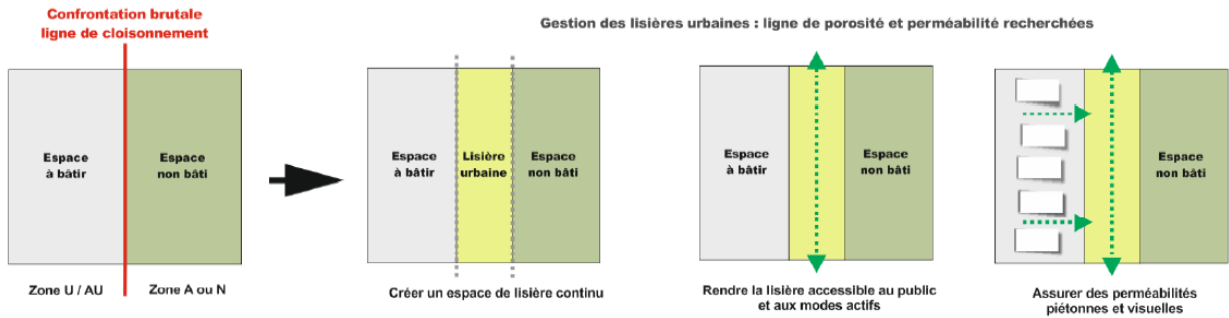 Confrontation brutale
ligne de cloisonnement
Gestion des lisières urbaines : ligne de porosité et perméabilité recherchées
Espace
à bâtir
Espace
non bâti
Zone U / AU
Zone A ou N
Espace
à bâtir
Lisière
urbaine
Espace
non bâti
Créer un espace de lisière continu
Espace
à bâtir
Espace
non bâti
Rendre la lisière accessible au public
et aux modes actifs
Espace
non bâti
Assurer des perméabilités
piétonnes et visuelles